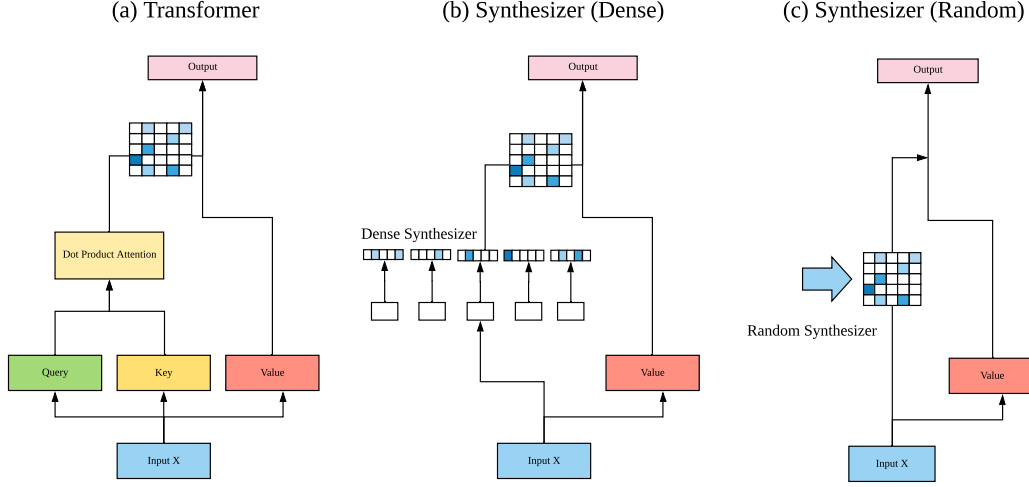 (a) Transformer
Output
Dot Product Attention
Query
Key
Value
Input X
(b) Synthesizer (Dense)
Output
Dense Synthesizer
Value
Input X
(c) Synthesizer (Random)
Output
Random Synthesizer
Value
Input X